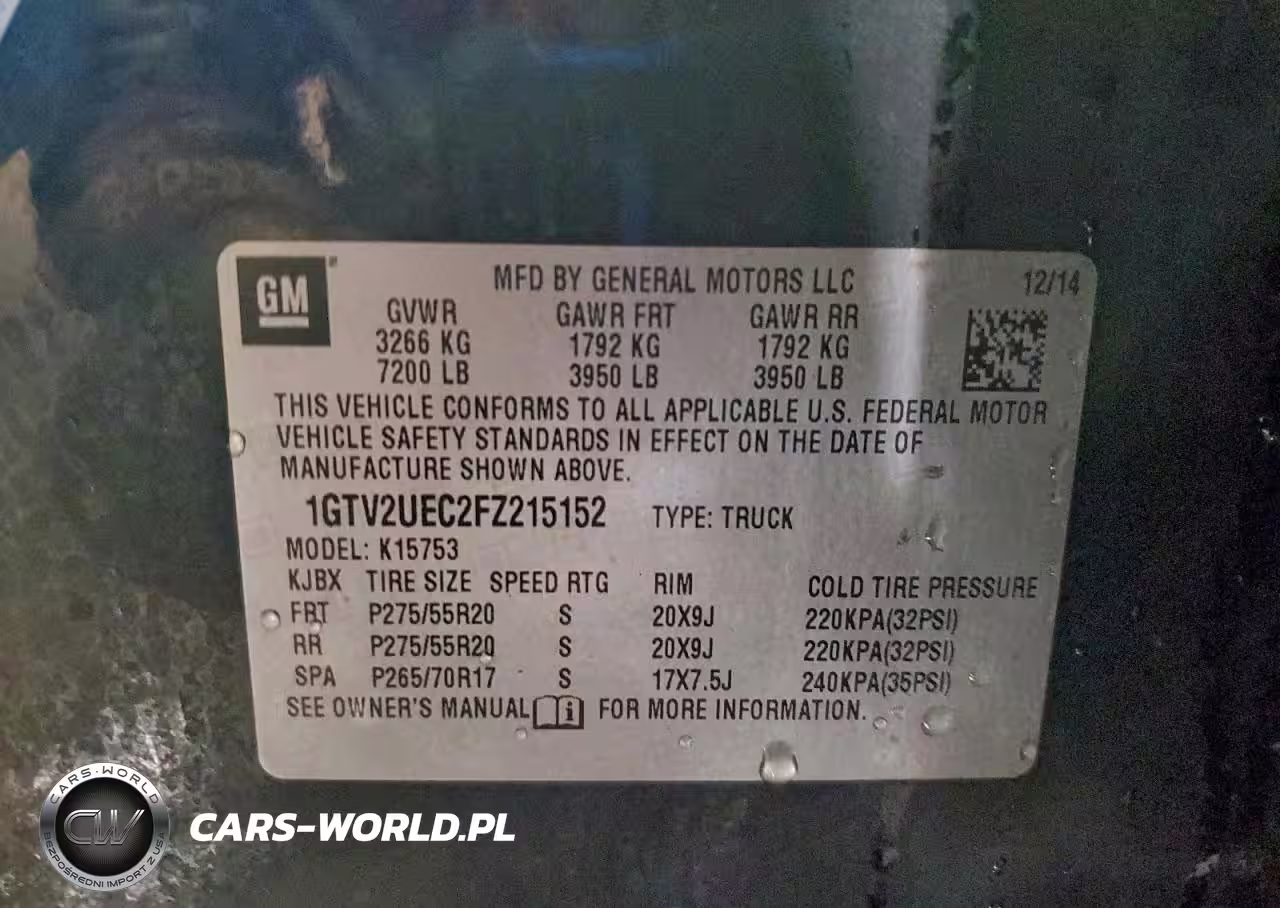 GM
MFD BY GENERAL MOTORS LLC 12/14
GVWR GAWR FRT GAWR RR
3266 KG 1792 KG 1792 KG
7200 LB 3950 LB 3950 LB
THIS VEHICLE CONFORMS TO ALL APPLICABLE U.S. FEDERAL MOTOR
VEHICLE SAFETY STANDARDS IN EFFECT ON THE DATE OF
MANUFACTURE SHOWN ABOVE.
1GTV2UEC2FZ215152 TYPE: TRUCK
MODEL: K15753
KJBX TIRE SIZE SPEED RTG RIM COLD TIRE PRESSURE
FRT P275/55R20 S 20X9J 220KPA(32PSI)
RR P275/55R20 S 20X9J 220KPA(32PSI)
SPA P265/70R17 S 17X7.5J 240KPA(35PSI)
SEE OWNER'S MANUAL i FOR MORE INFORMATION.
CARS-WORLD
CW
BEZPOŚREDNI IMPORT Z USA
CARS-WORLD.PL